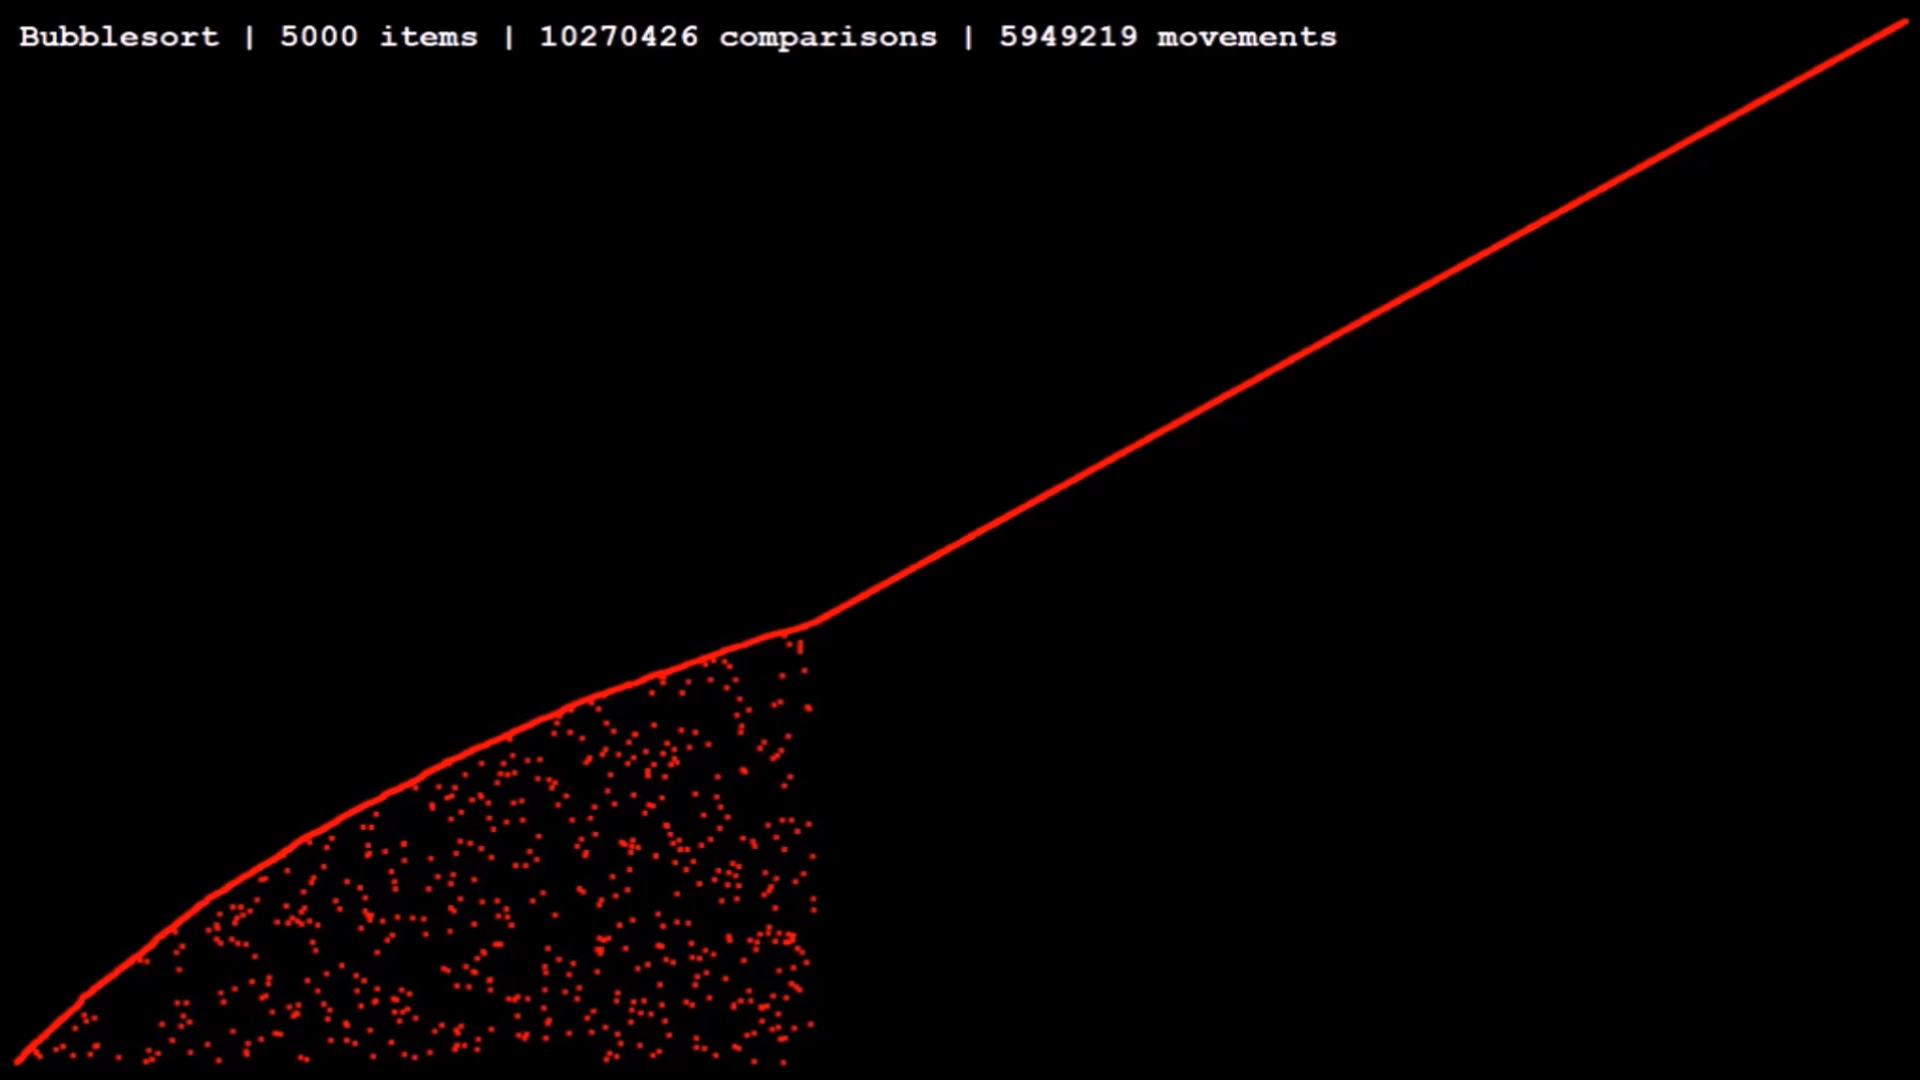 Bubblesort | 5000 items | 10270426 comparisons | 5949219 movements